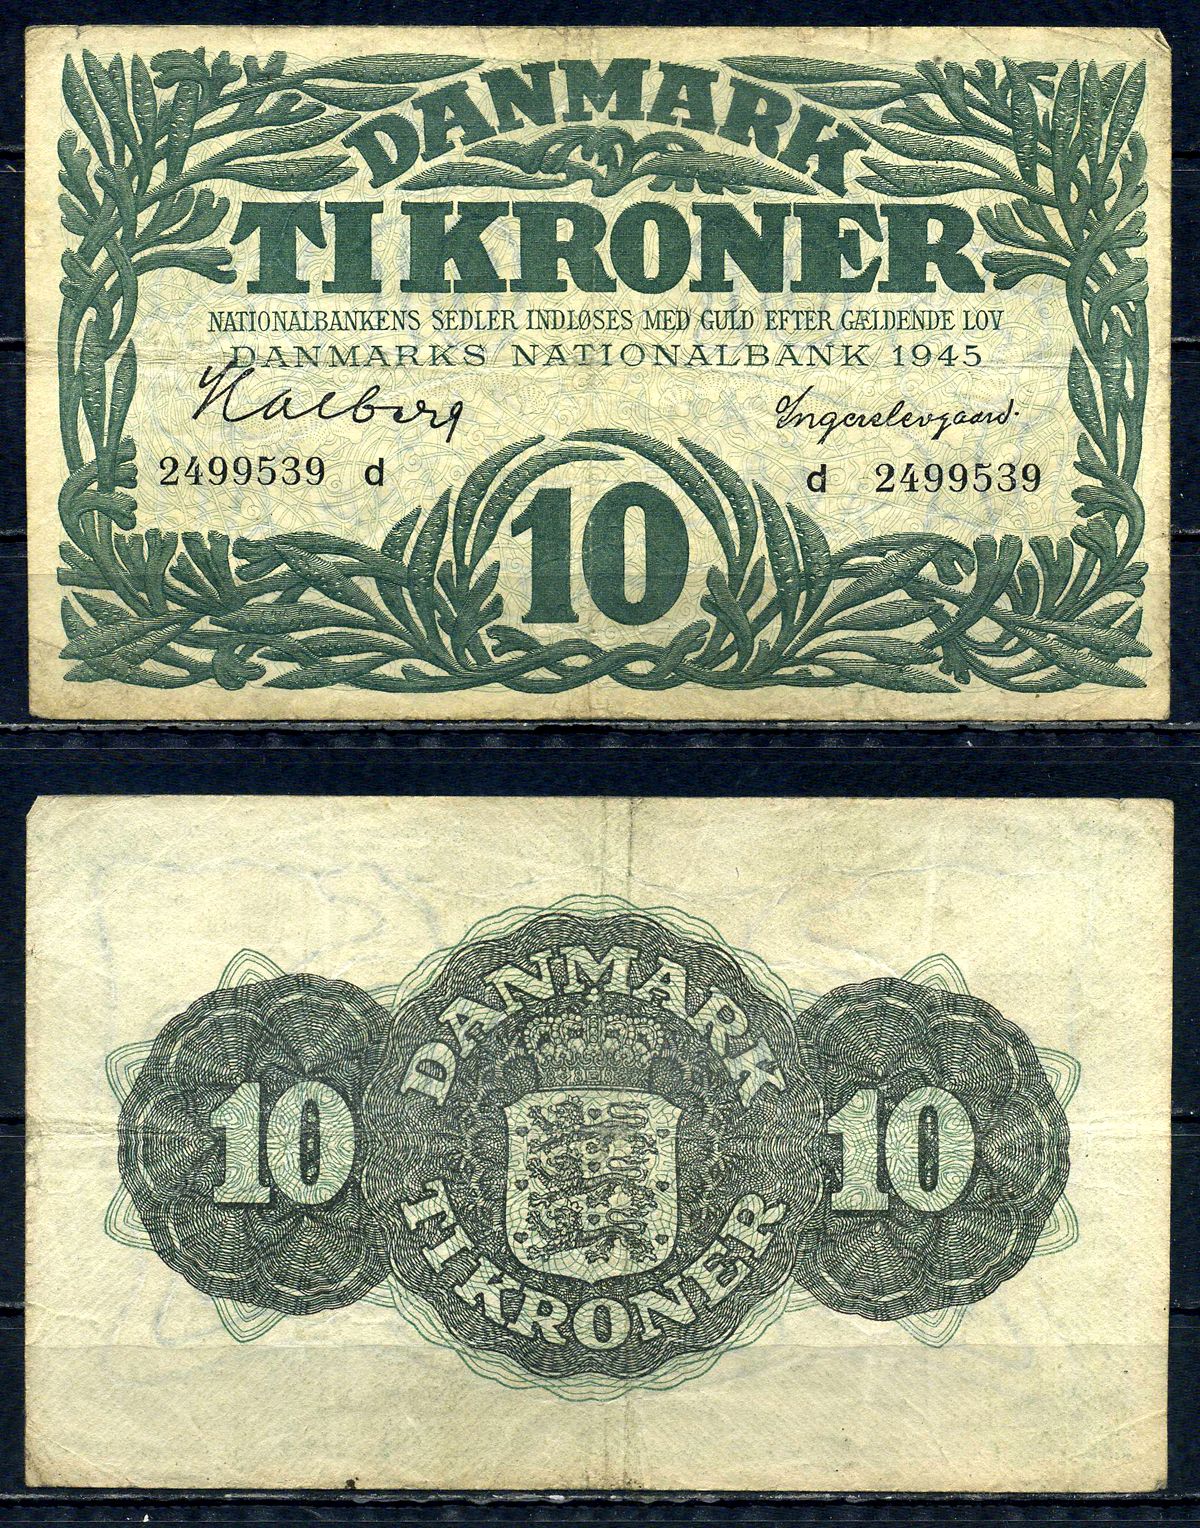 DANMARK
TI KRONER
NATIONALBANKENS SEDLER INDLØSES MED GULD EFTER GÆLDENDE LOV
DANMARKS NATIONALBANK 1945
Halberg Ingerslevgaard.
2499539 d d 2499539
10
DANMARK
10 10
TI KRONER